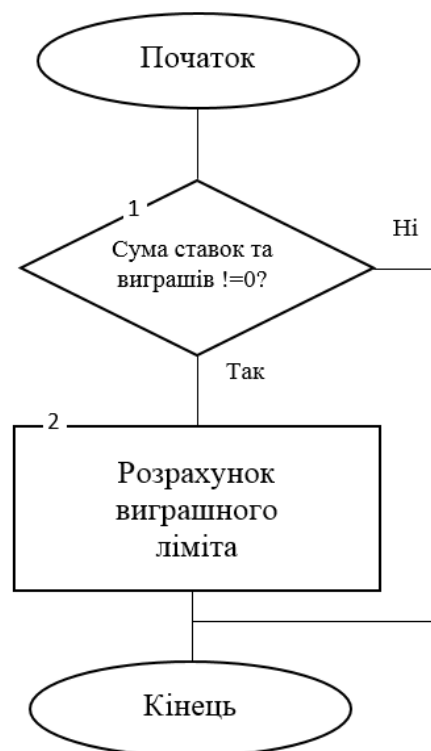 Початок
1
Сума ставок та
виграшів !=0?
Ні
Так
2
Розрахунок
виграшного
ліміта
Кінець